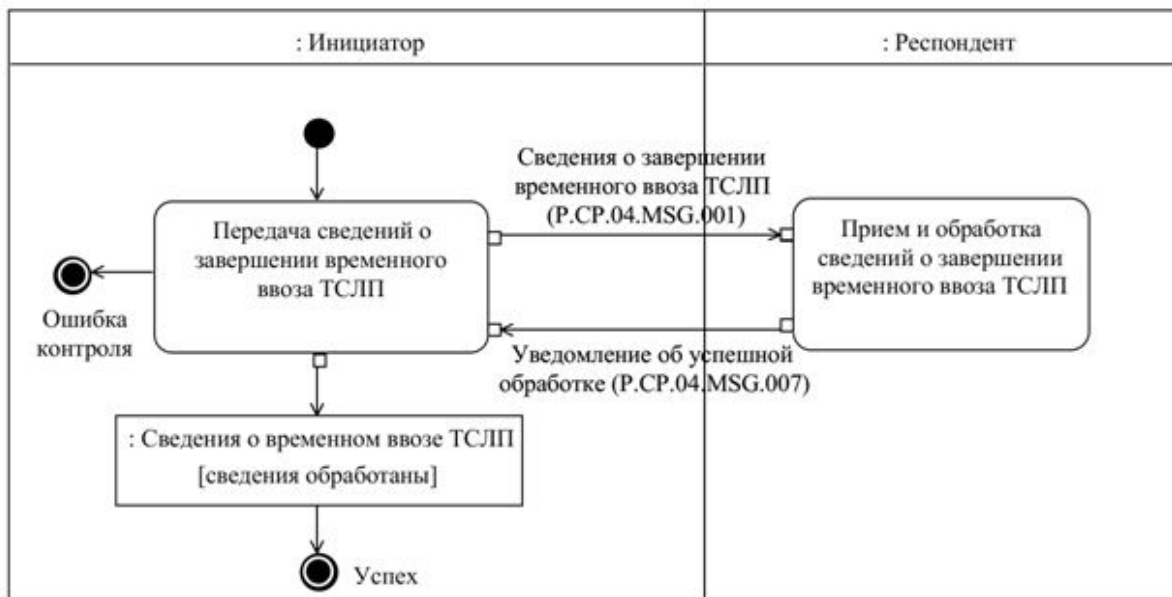 : Инициатор
: Респондент
Сведения о завершении
временного ввоза ТСЛП
(P.CP.04.MSG.001)
Передача сведений о
завершении временного
ввоза ТСЛП
Прием и обработка
сведений о завершении
временного ввоза ТСЛП
Ошибка
контроля
Уведомление об успешной
обработке (P.CP.04.MSG.007)
: Сведения о временном ввозе ТСЛП
[сведения обработаны]
Успех